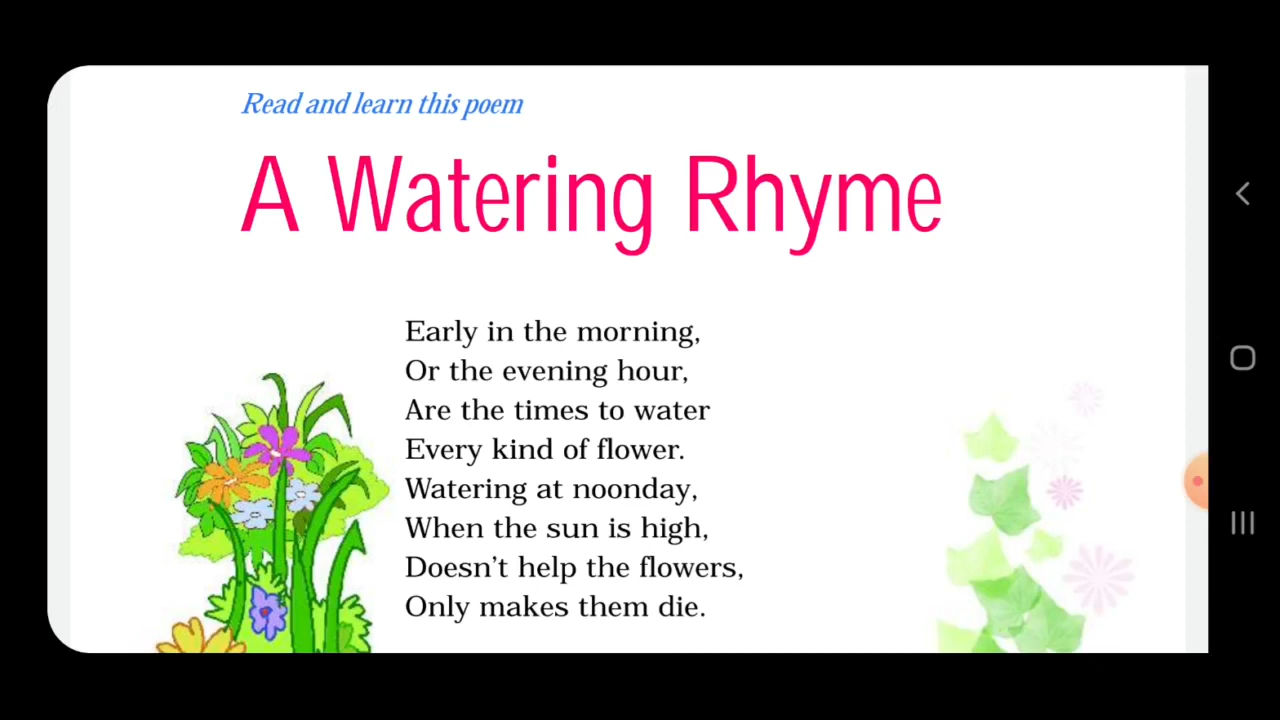 Read and learn this poem
A Watering Rhyme
Early in the morning,
Or the evening hour,
Are the times to water
Every kind of flower.
Watering at noonday,
When the sun is high,
Doesn’t help the flowers,
Only makes them die.